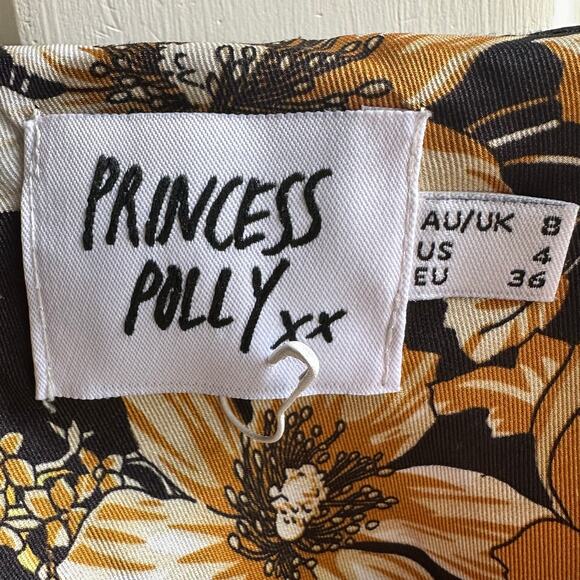 PRINCESS
POLLY xx
AU/UK 8
US 4
EU 36